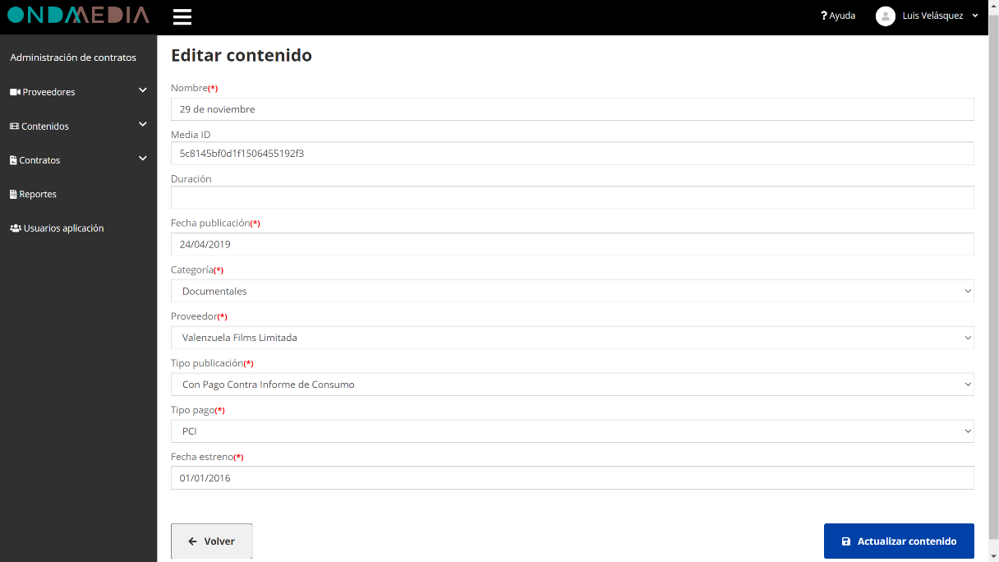 ONDAMEDIA
? Ayuda
Luis Velásquez
Administración de contratos
Proveedores
Contenidos
Contratos
Reportes
Usuarios aplicación
Editar contenido
Nombre(*)
29 de noviembre
Media ID
5c8145bf0d1f1506455192f3
Duración
Fecha publicación(*)
24/04/2019
Categoría(*)
Documentales
Proveedor(*)
Valenzuela Films Limitada
Tipo publicación(*)
Con Pago Contra Informe de Consumo
Tipo pago(*)
PCI
Fecha estreno(*)
01/01/2016
Volver
Actualizar contenido